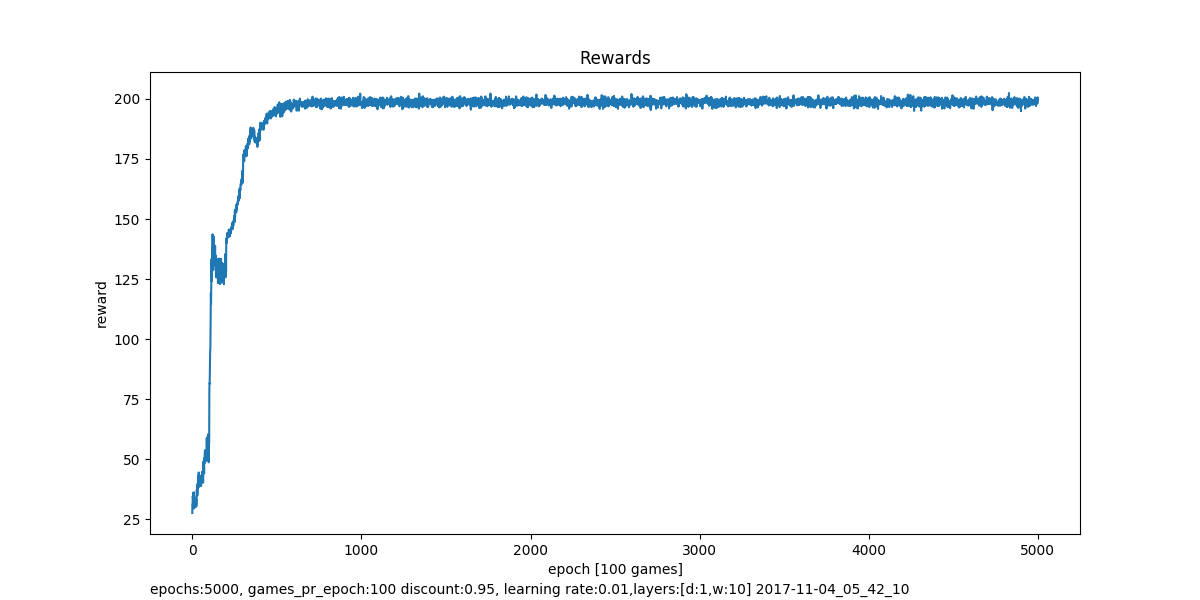 Rewards
200
175
150
125
100
75
50
25
reward
0 1000 2000 3000 4000 5000
epoch [100 games]
epochs:5000, games_pr_epoch:100 discount:0.95, learning rate:0.01,layers:[d:1,w:10] 2017-11-04_05_42_10